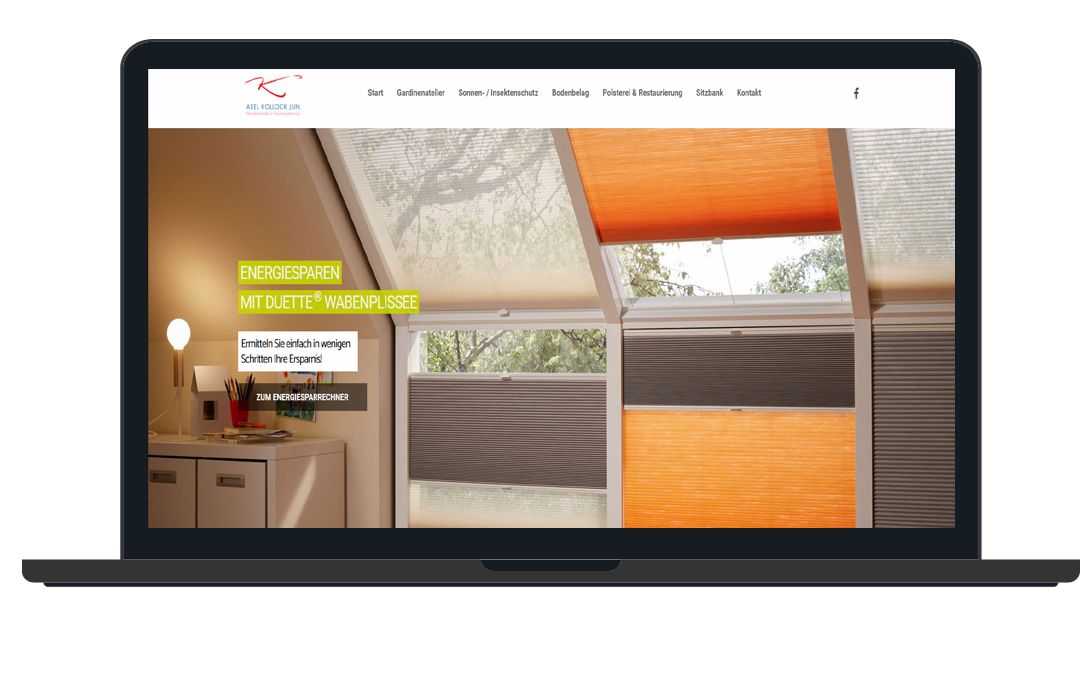 AXEL KOLLOCK JUN.
Start Gardinenatelier Sonnen- / Insektenschutz Bodenbelag Polsterei & Restaurierung Sitzbank Kontakt
ENERGIESPAREN
MIT DUETTE® WABENPLISSEE
Ermitteln Sie einfach in wenigen
Schritten Ihre Ersparnis!
ZUM ENERGIESPARRECHNER